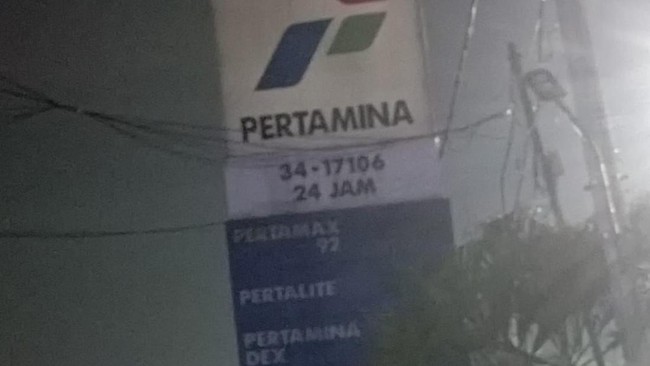 PERTAMINA
34-17106
24 JAM
PERTAMAX
92
PERTALITE
PERTAMINA
DEX